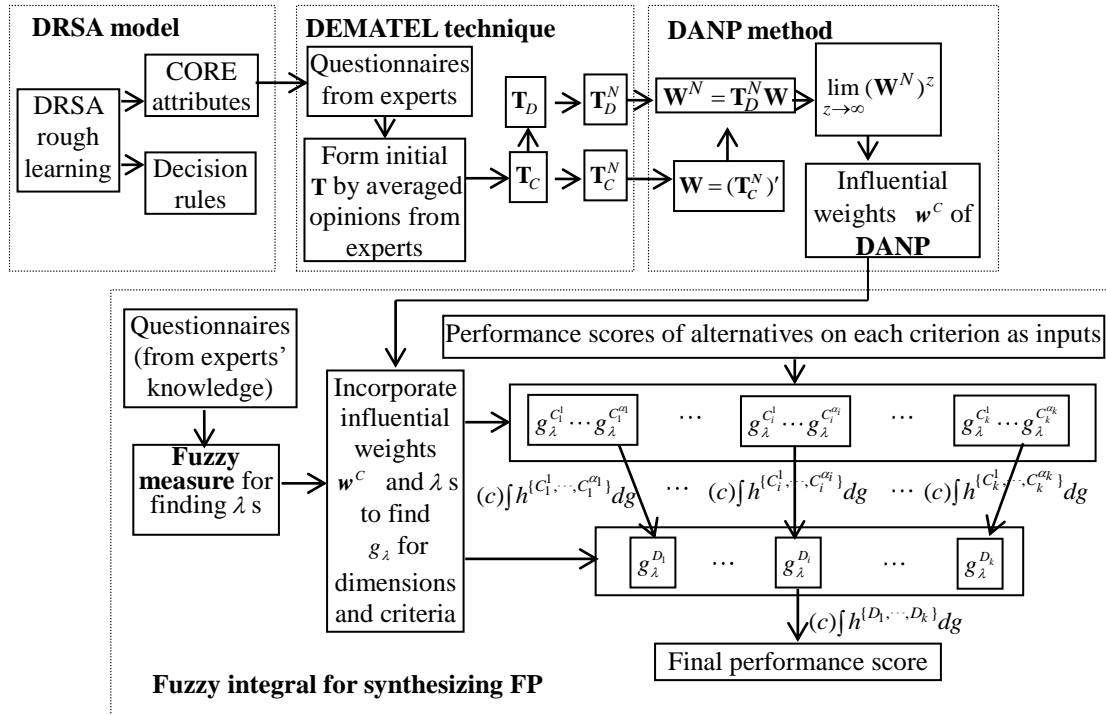 DRSA model
DRSA
rough
learning
CORE
attributes
Decision
rules
DEMATEL technique
Questionnaires
from experts
Form initial
T by averaged
opinions from
experts
T_D
T_D^N
T_C
T_C^N
DANP method
W^N = T_D^N W
W = (T_c^N)′
lim_{z→∞} (W^N)^z
Influential
weights w^C of
DANP
Questionnaires
(from experts’
knowledge)
Fuzzy
measure for
finding λ s
Incorporate
influential
weights
w^C and λ s
to find
g_λ for
dimensions
and criteria
Performance scores of alternatives on each criterion as inputs
g_λ^{C_1^1} ⋯ g_λ^{C_1^{α_1}} ⋯ g_λ^{C_i^1} ⋯ g_λ^{C_i^{α_i}} ⋯ g_λ^{C_k^1} ⋯ g_λ^{C_k^{α_k}}
(c)∫h^{{C_1^1,⋯,C_1^{α_1}}}dg ⋯ (c)∫h^{{C_i^1,⋯,C_i^{α_i}}}dg ⋯ (c)∫h^{{C_k^1,⋯,C_k^{α_k}}}dg
g_λ^{D_1} ⋯ g_λ^{D_i} ⋯ g_λ^{D_k}
(c)∫h^{{D_1,⋯,D_k}}dg
Final performance score
Fuzzy integral for synthesizing FP